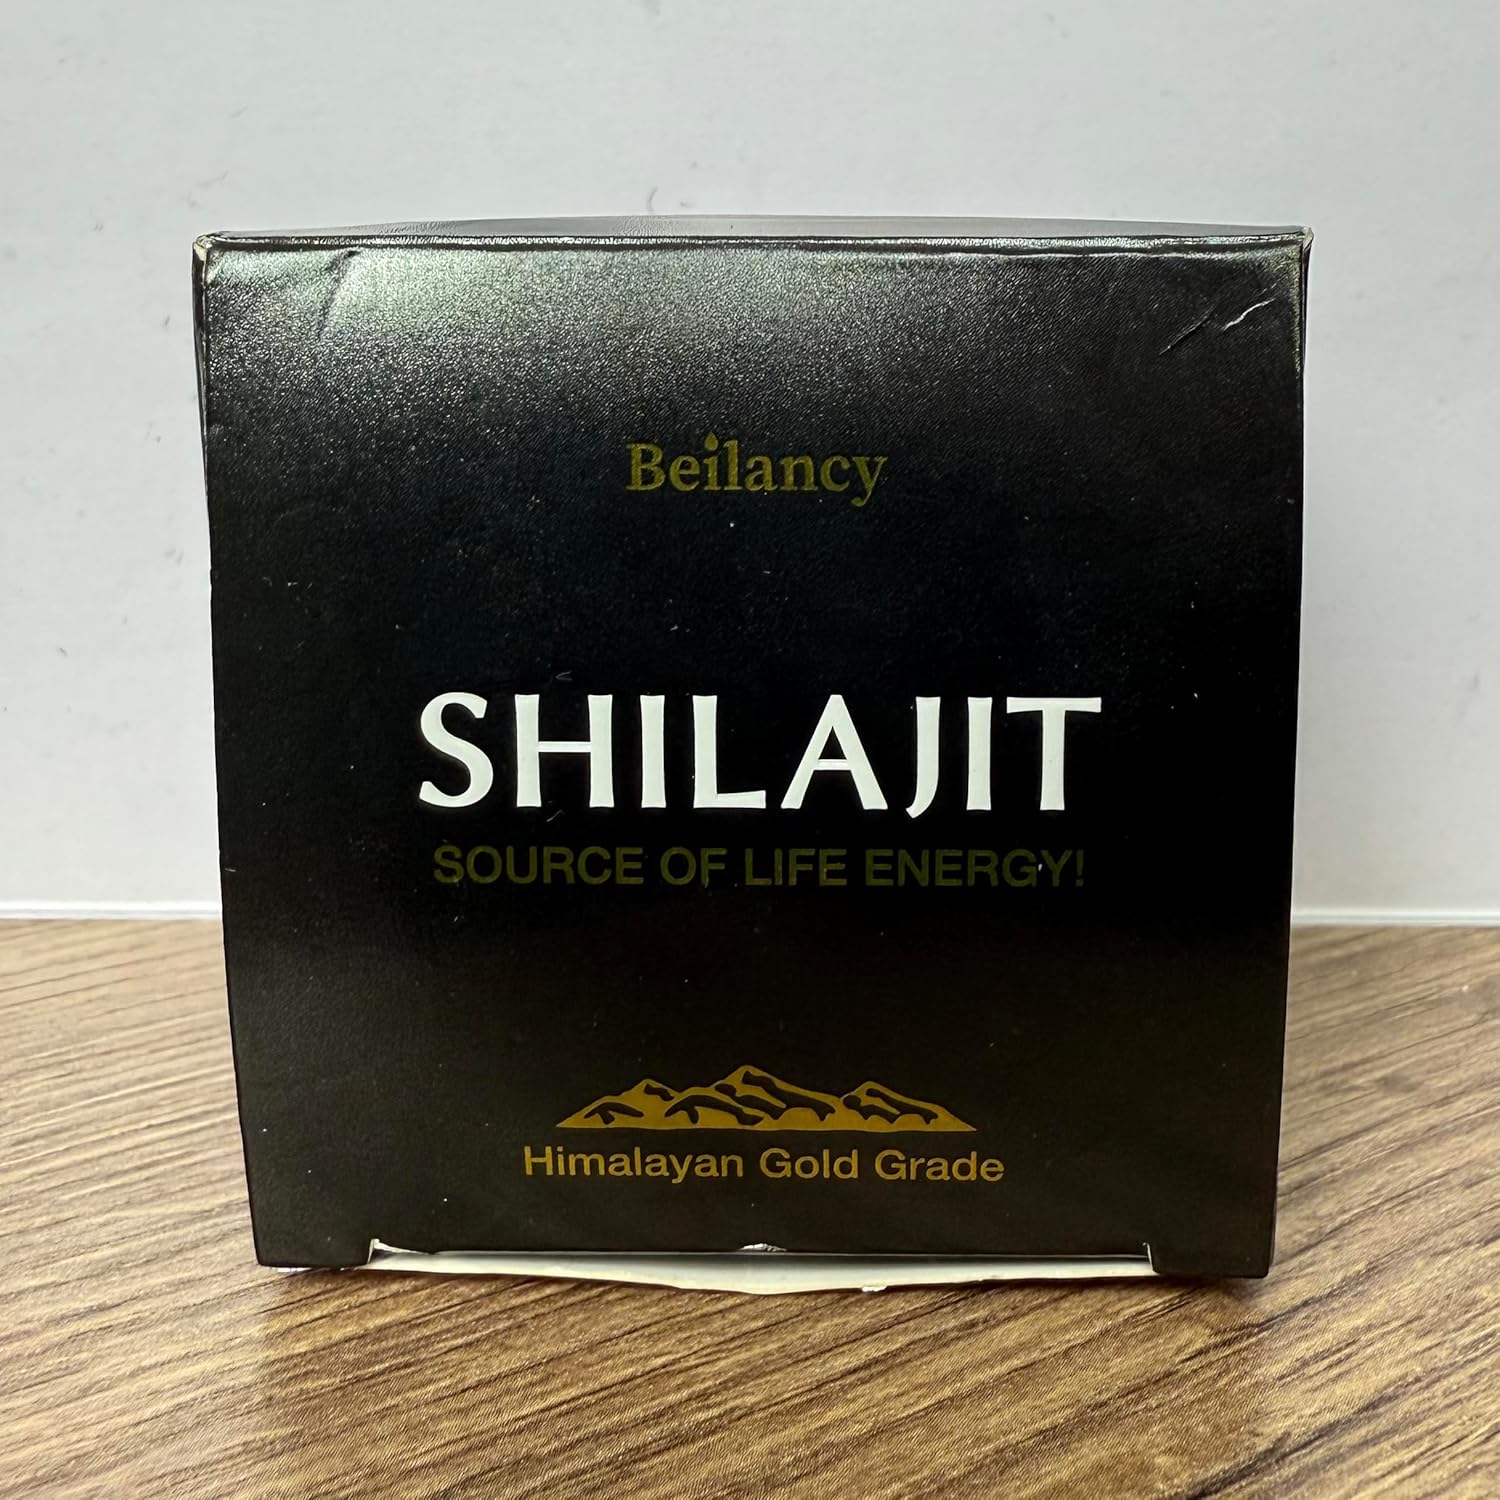 Beilancy
SHILAJIT
SOURCE OF LIFE ENERGY!
Himalayan Gold Grade